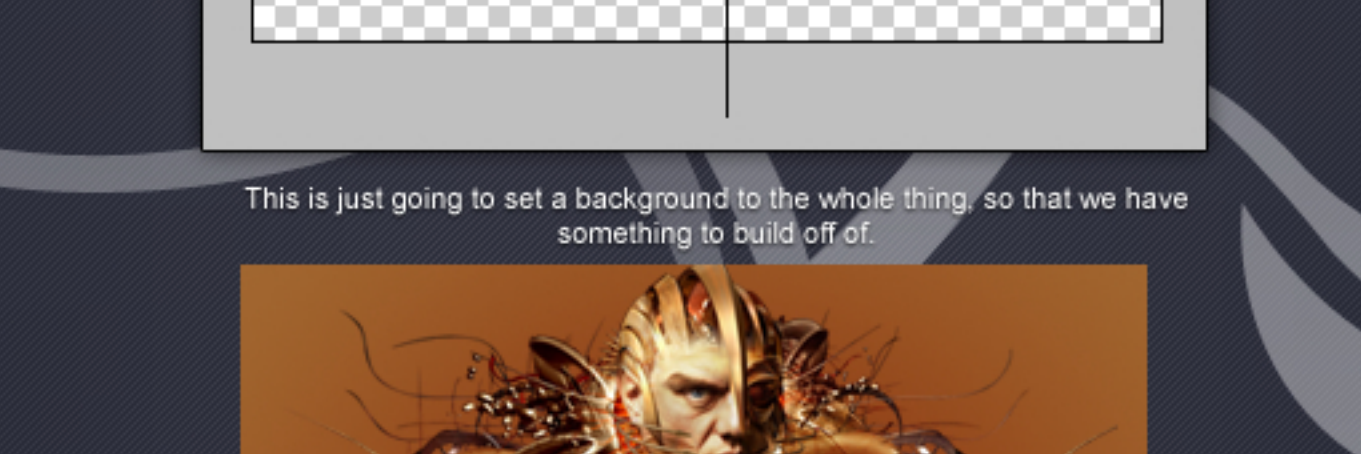 This is just going to set a background to the whole thing, so that we have
something to build off of.